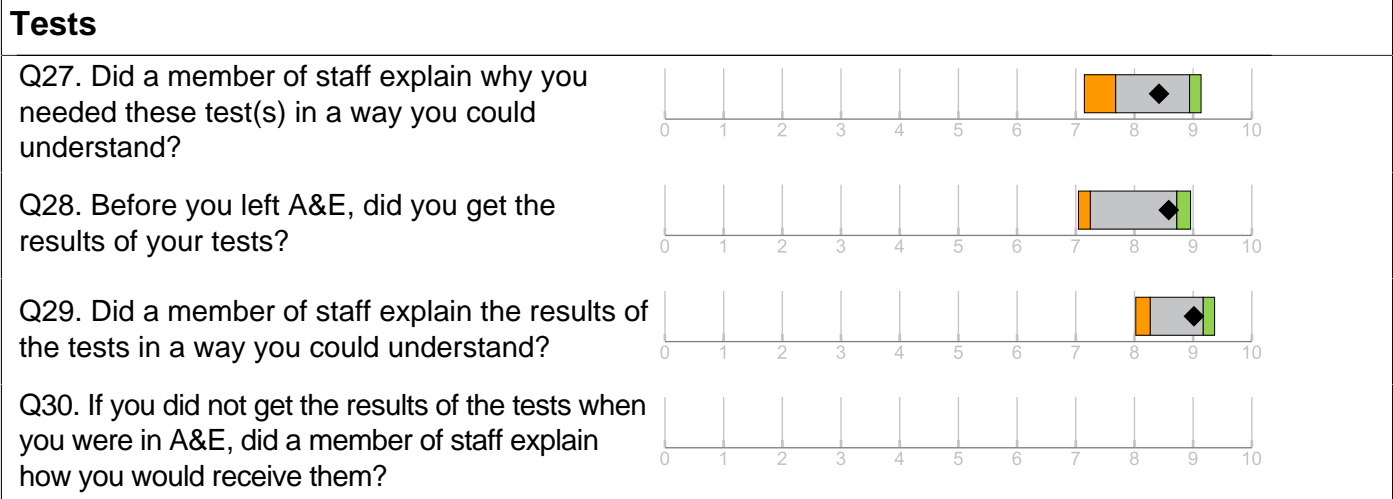 Tests
Q27. Did a member of staff explain why you
needed these test(s) in a way you could
understand?
0 1 2 3 4 5 6 7 8 9 10
Q28. Before you left A&E, did you get the
results of your tests?
0 1 2 3 4 5 6 7 8 9 10
Q29. Did a member of staff explain the results of
the tests in a way you could understand?
0 1 2 3 4 5 6 7 8 9 10
Q30. If you did not get the results of the tests when
you were in A&E, did a member of staff explain
how you would receive them?
0 1 2 3 4 5 6 7 8 9 10